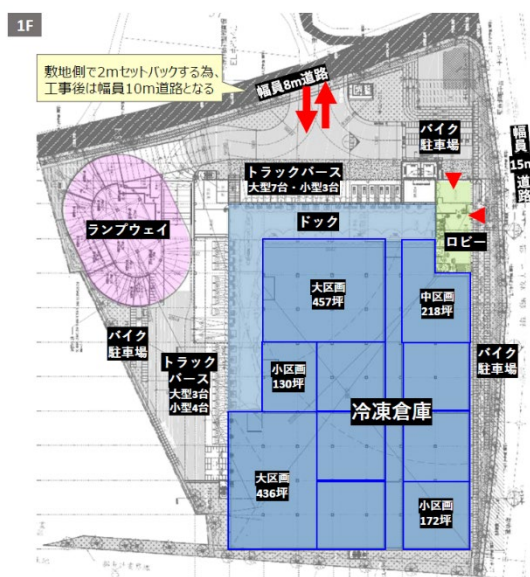 1F
敷地側で2mセットバックする為、
工事後は幅員10m道路となる
幅員8m道路
バイク
駐車場
幅員
15m
道路
トラックバース
大型7台・小型3台
ランプウェイ
ドック
ロビー
大区画
457坪
中区画
218坪
バイク
駐車場
トラック
バース
大型3台
小型4台
小区画
130坪
バイク
駐車場
冷凍倉庫
大区画
436坪
小区画
172坪